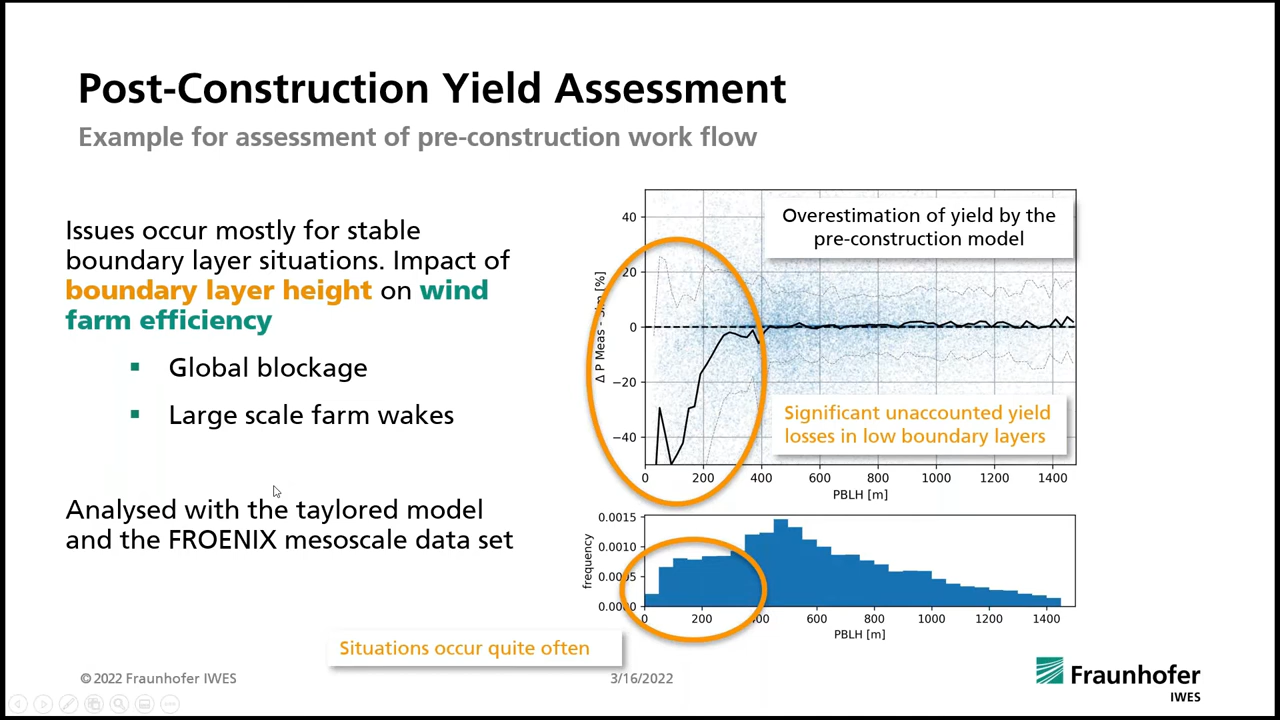 Post-Construction Yield Assessment
Example for assessment of pre-construction work flow
Issues occur mostly for stable
boundary layer situations. Impact of
boundary layer height on wind
farm efficiency
Global blockage
Large scale farm wakes
Analysed with the taylored model
and the FROENIX mesoscale data set
Overestimation of yield by the
pre-construction model
Significant unaccounted yield
losses in low boundary layers
40
20
0
−20
−40
Δ P Meas - Sim [%]
0 200 400 600 800 1000 1200 1400
PBLH [m]
0.0015
0.0010
0.0005
0.0000
frequency
0 200 400 600 800 1000 1200 1400
PBLH [m]
Situations occur quite often
© 2022 Fraunhofer IWES
3/16/2022
Fraunhofer
IWES